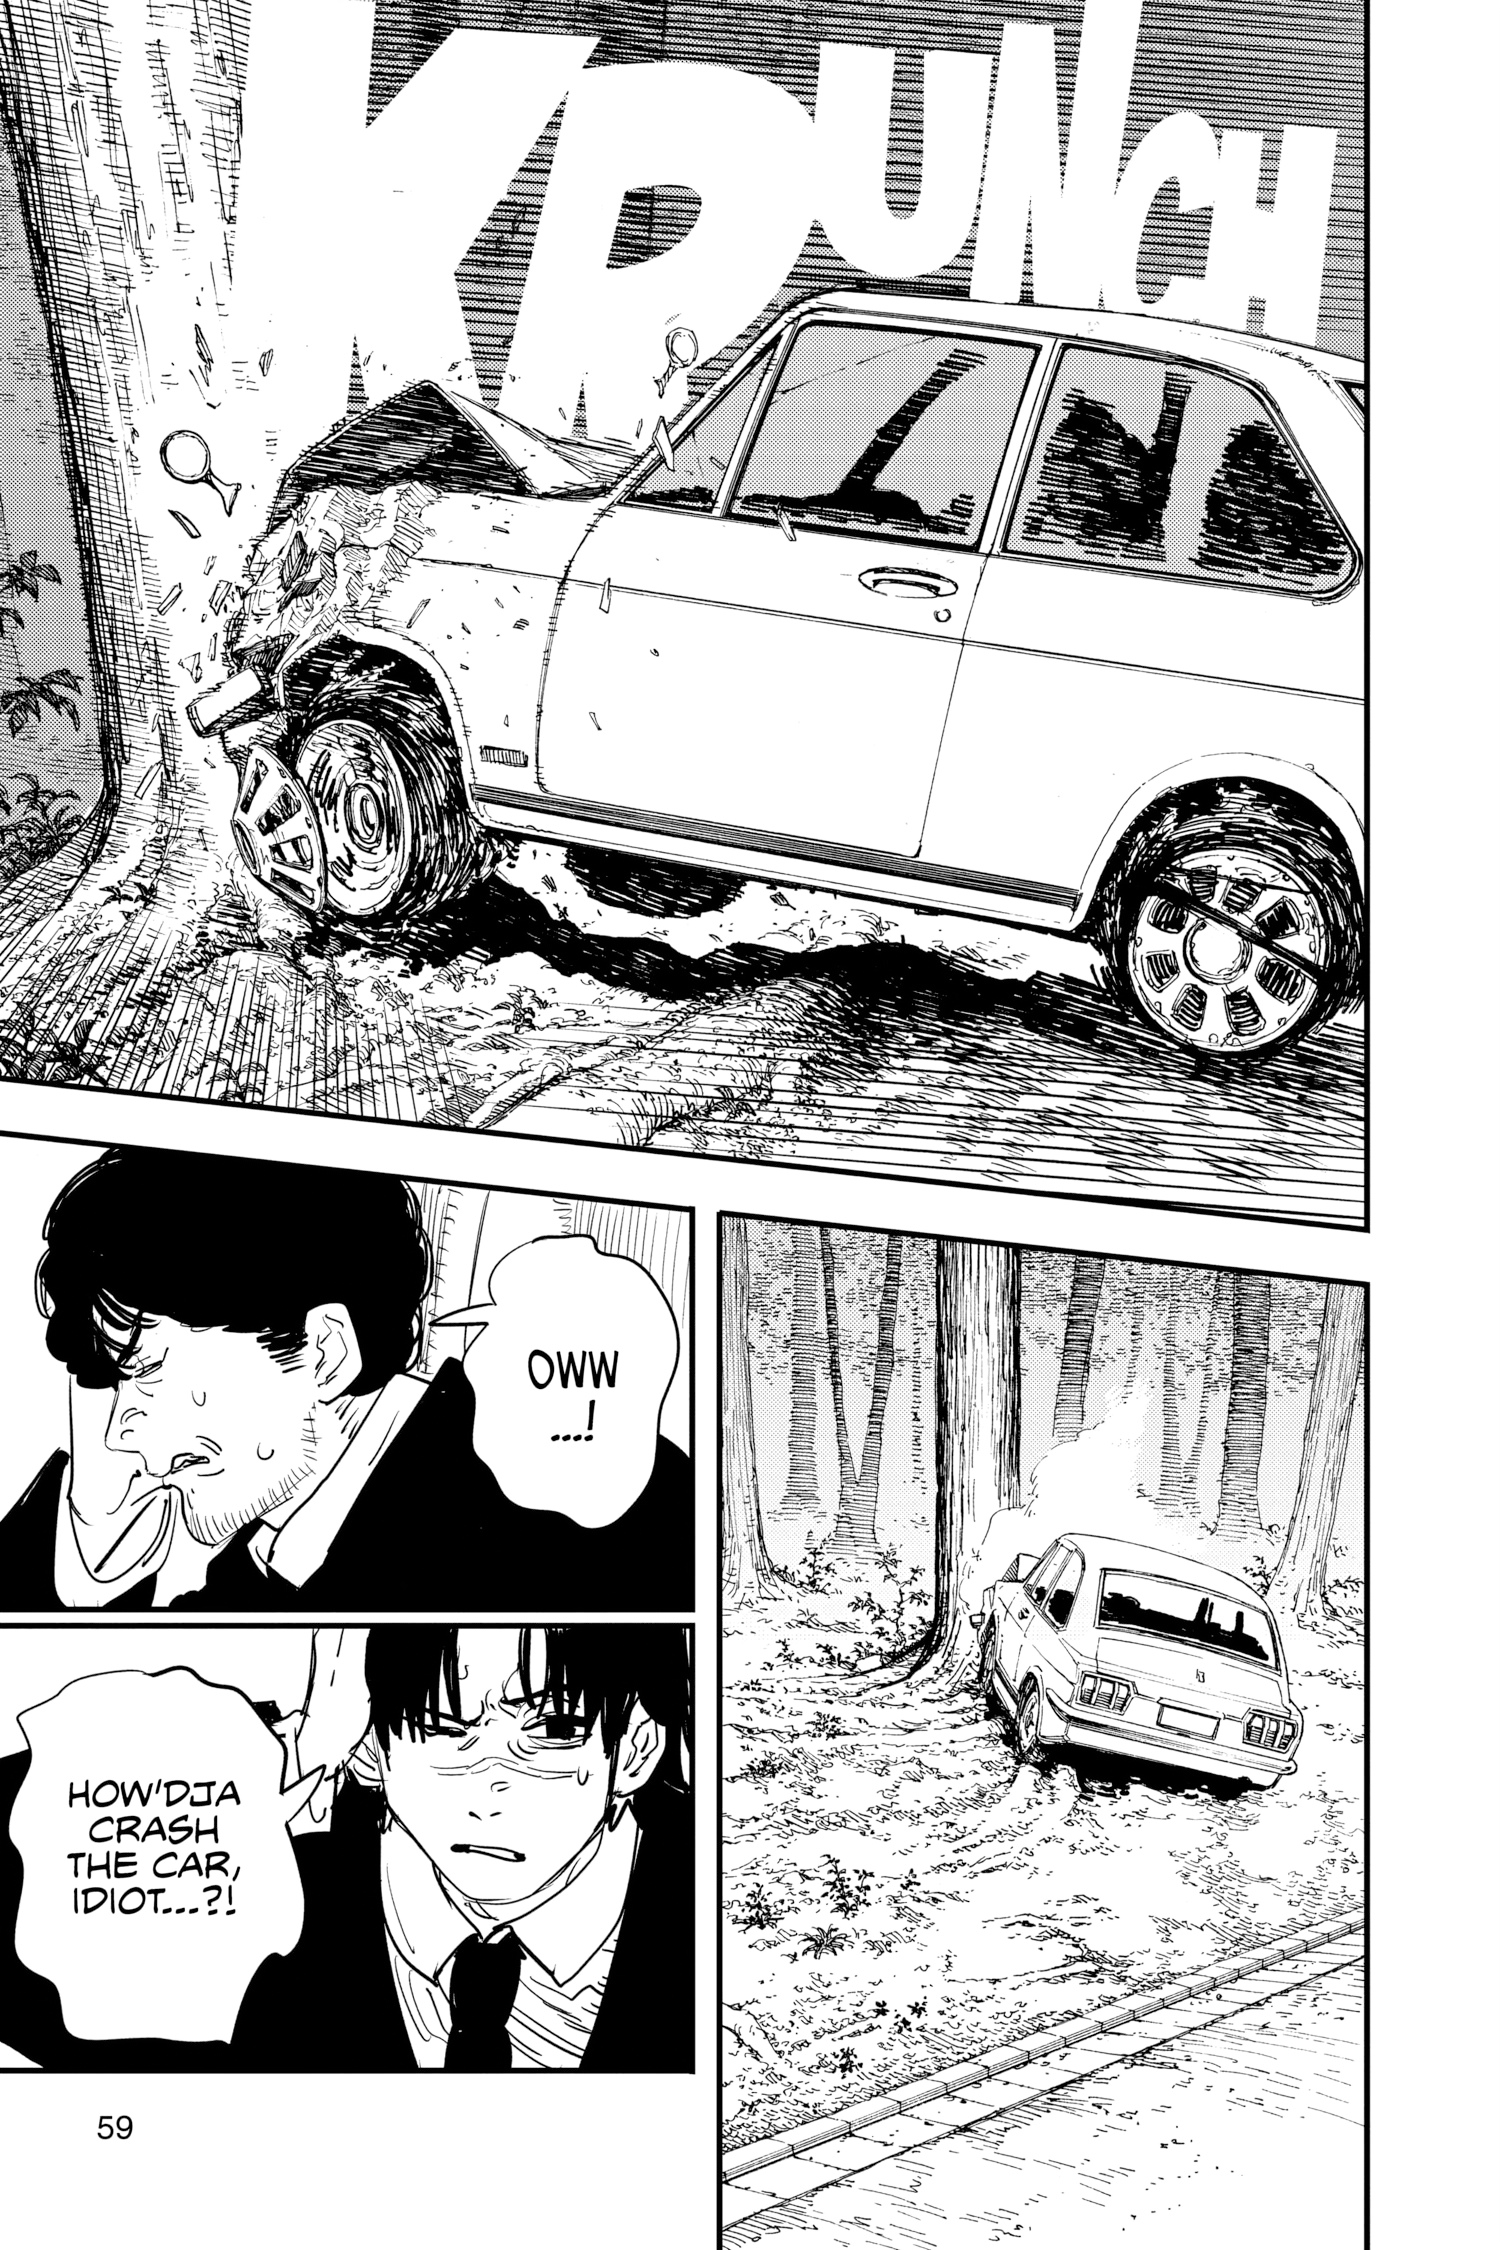 KRUNCH
OWW
....!
HOW'DJA
CRASH
THE CAR,
IDIOT...?!
59